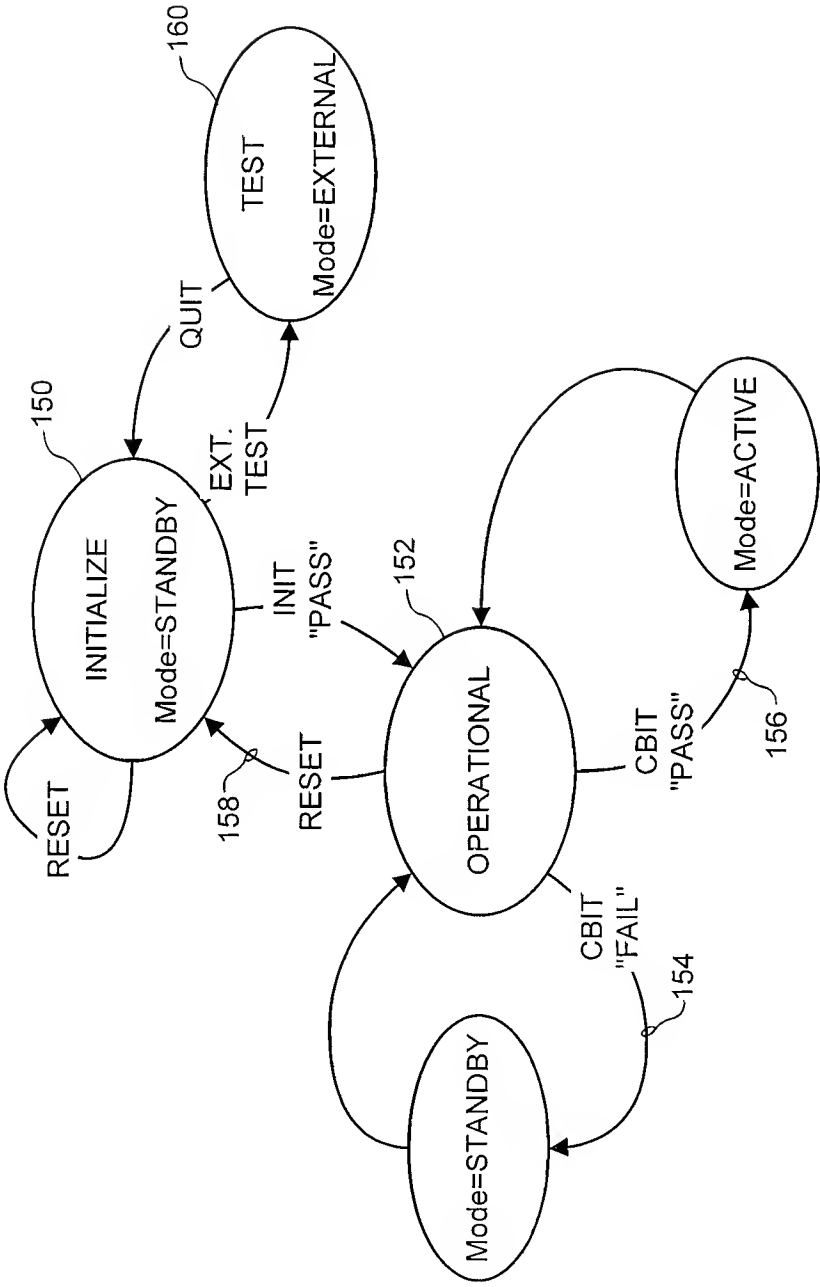 RESET
INITIALIZE
Mode=STANDBY
150
QUIT
160
TEST
Mode=EXTERNAL
EXT.
TEST
158
RESET
INIT
"PASS"
152
OPERATIONAL
Mode=STANDBY
CBIT
"FAIL"
154
CBIT
"PASS"
156
Mode=ACTIVE